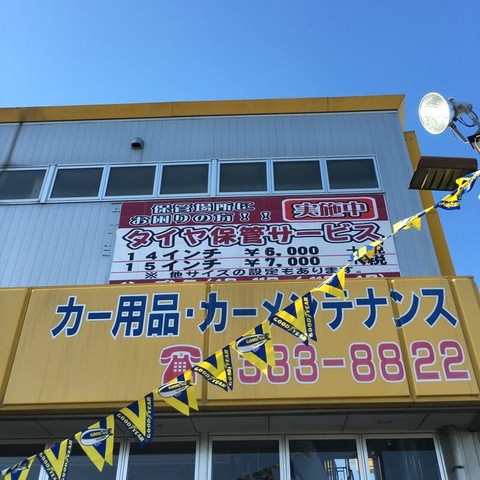 保管場所に
お困りの方!! 実施中
タイヤ保管サービス
14インチ ¥6,000
15インチ ¥7,000
※他サイズの設定もあります。
カー用品・カーメンテナンス
☎ 333-8822
GOODYEAR
GOODYEAR
GOODYEAR